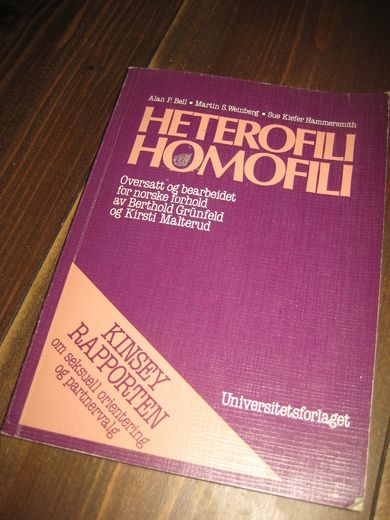 Alan P. Bell • Martin S. Weinberg • Sue Kiefer Hammersmith
HETEROFILI
HOMOFILI
Oversatt og bearbeidet
for norske forhold
av Berthold Grünfeld
og Kirsti Malterud
KINSEY
RAPPORTEN
om seksuell orientering
og partnervalg
Universitetsforlaget